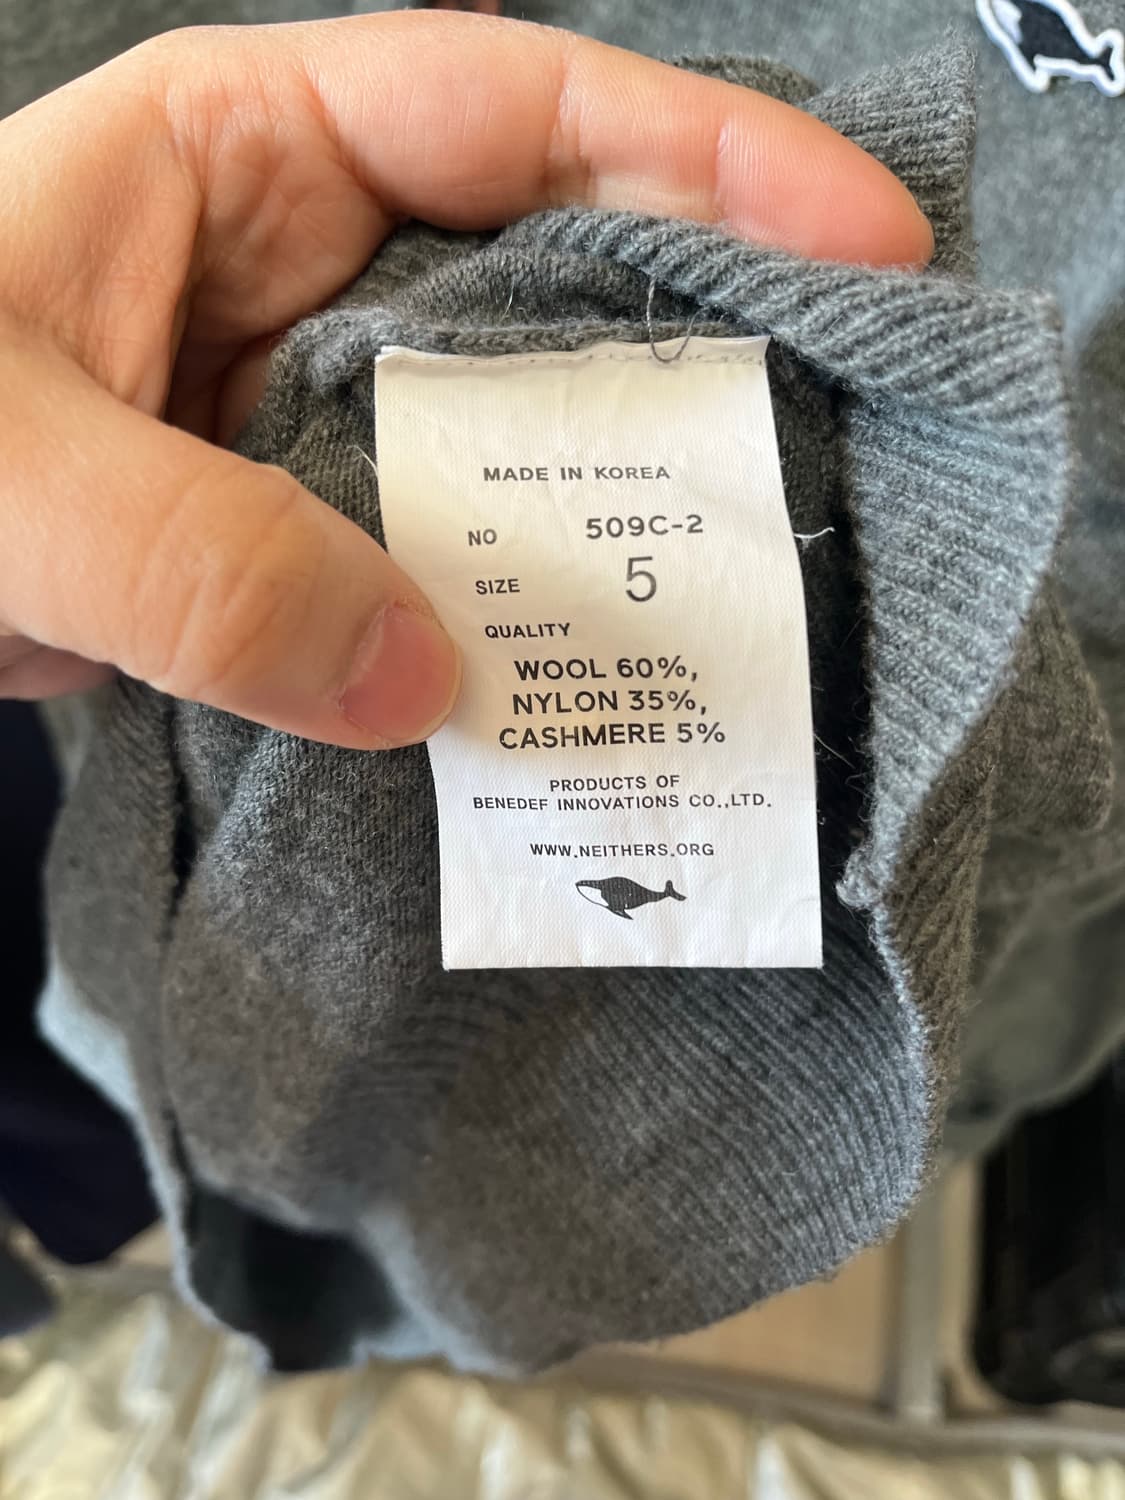 MADE IN KOREA
NO 509C-2
SIZE 5
QUALITY
WOOL 60%,
NYLON 35%,
CASHMERE 5%
PRODUCTS OF
BENEDEF INNOVATIONS CO.,LTD.
WWW.NEITHERS.ORG